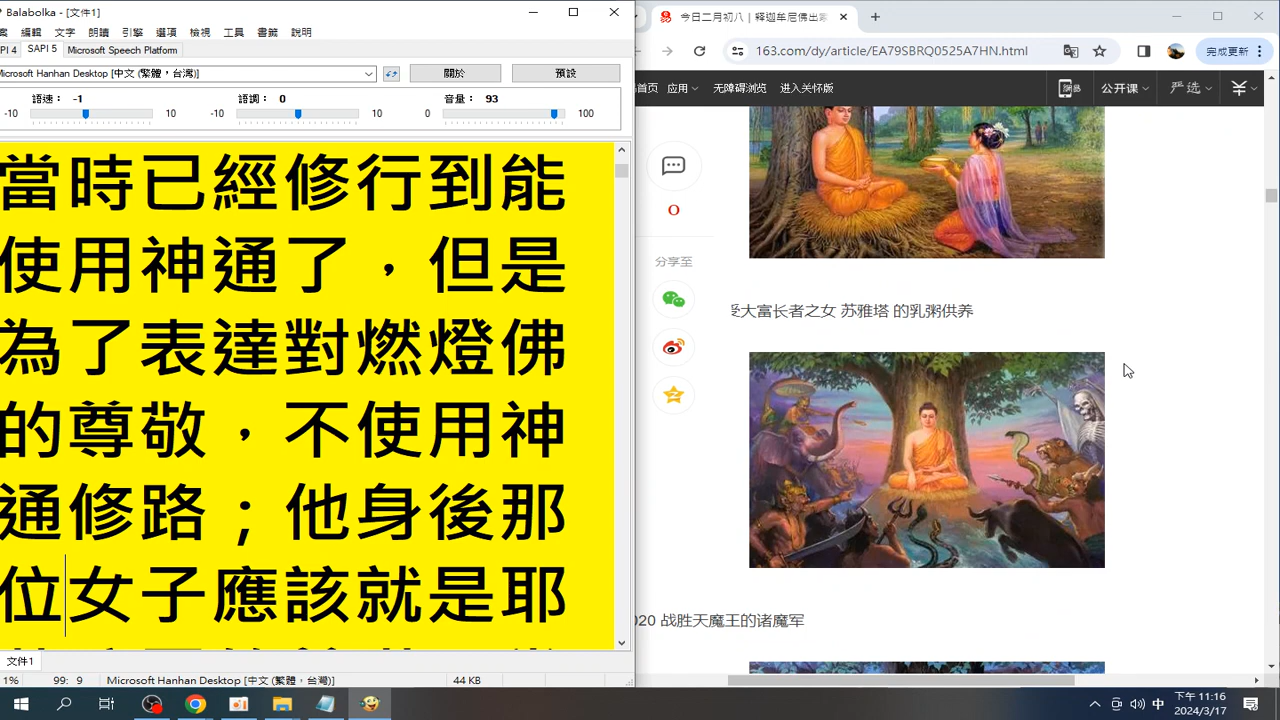 Balabolka - [文件1]
案 編輯 文字 朗讀 引擎 選項 檢視 工具 書籤 說明
PI 4 SAPI 5 Microsoft Speech Platform
Microsoft Hanhan Desktop [中文 (繁體，台灣)]
關於
預設
語速： -1
語調： 0
音量： 93
-10 10 -10 10 0 100
當時已經修行到能
使用神通了，但是
為了表達對燃燈佛
的尊敬，不使用神
通修路；他身後那
位女子應該就是耶
文件1
1% 99: 9 Microsoft Hanhan Desktop [中文 (繁體，台灣)] 44 KB
今日二月初八｜释迦牟尼佛出家
163.com/dy/article/EA79SBRQ0525A7HN.html
完成更新
首页 应用 无障碍浏览 进入关怀版
公开课 严选
0
分享至
受大富长者之女 苏雅塔 的乳粥供养
020 战胜天魔王的诸魔军
中
下午 11:16
2024/3/17